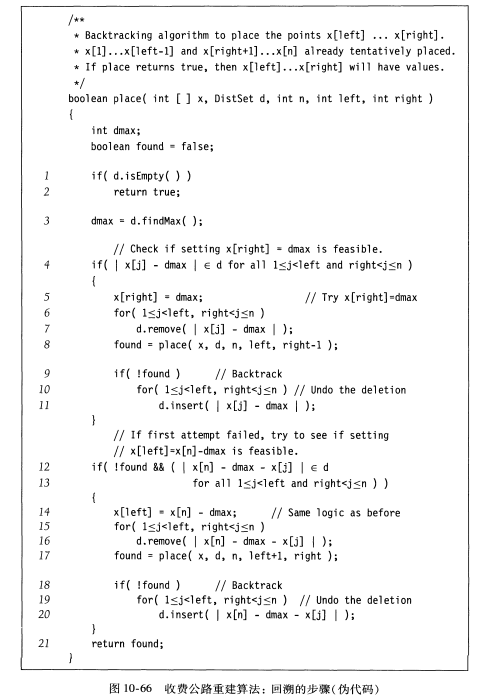 /**
 * Backtracking algorithm to place the points x[left] ... x[right].
 * x[1]...x[left-1] and x[right+1]...x[n] already tentatively placed.
 * If place returns true, then x[left]...x[right] will have values.
 */
boolean place( int [ ] x, DistSet d, int n, int left, int right )
{
int dmax;
boolean found = false;
1 if( d.isEmpty( ) )
2 return true;
3 dmax = d.findMax( );
// Check if setting x[right] = dmax is feasible.
4 if( | x[j] - dmax | ∈ d for all 1≤j<left and right<j≤n )
{
5 x[right] = dmax; // Try x[right]=dmax
6 for( 1≤j<left, right<j≤n )
7 d.remove( | x[j] - dmax | );
8 found = place( x, d, n, left, right-1 );
9 if( !found ) // Backtrack
10 for( 1≤j<left, right<j≤n ) // Undo the deletion
11 d.insert( | x[j] - dmax | );
}
// If first attempt failed, try to see if setting
// x[left]=x[n]-dmax is feasible.
12 if( !found && ( | x[n] - dmax - x[j] | ∈ d
13 for all 1≤j<left and right<j≤n ) )
{
14 x[left] = x[n] - dmax; // Same logic as before
15 for( 1≤j<left, right<j≤n )
16 d.remove( | x[n] - dmax - x[j] | );
17 found = place( x, d, n, left+1, right );
18 if( !found ) // Backtrack
19 for( 1≤j<left, right<j≤n ) // Undo the deletion
20 d.insert( | x[n] - dmax - x[j] | );
}
21 return found;
}
图 10-66 收费公路重建算法：回溯的步骤(伪代码)